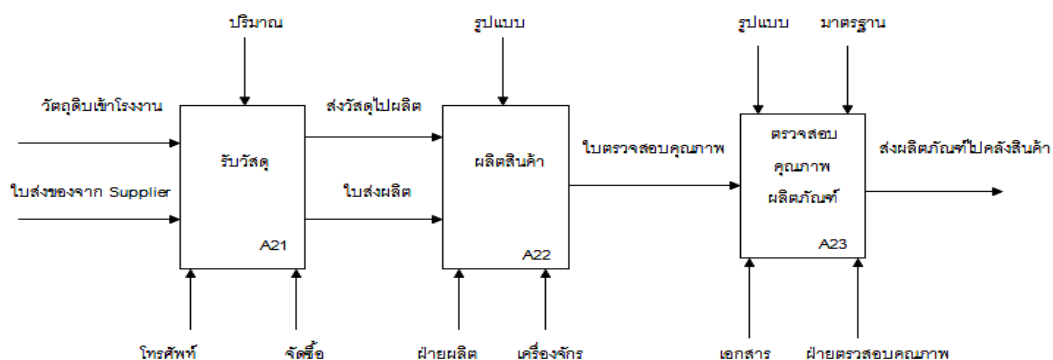 ปริมาณ
รูปแบบ
รูปแบบ
มาตรฐาน
วัตถุดิบเข้าโรงงาน
ส่งวัสดุไปผลิต
รับวัสดุ
ผลิตสินค้า
ใบตรวจสอบคุณภาพ
ตรวจสอบ
คุณภาพ
ผลิตภัณฑ์
ส่งผลิตภัณฑ์ไปคลังสินค้า
ใบส่งของจาก Supplier
ใบส่งผลิต
A21
A22
A23
โทรศัพท์
จัดซื้อ
ฝ่ายผลิต
เครื่องจักร
เอกสาร
ฝ่ายตรวจสอบคุณภาพ